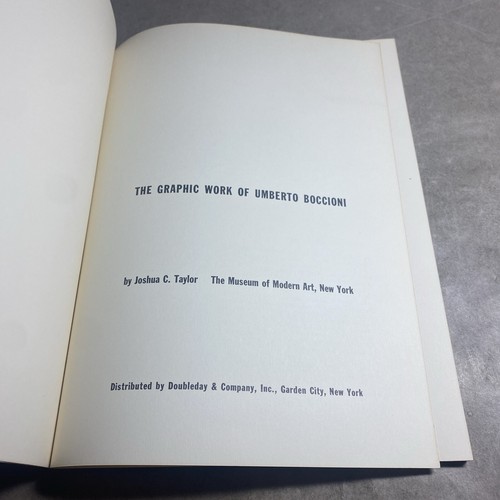 THE GRAPHIC WORK OF UMBERTO BOCCIONI
by Joshua C. Taylor The Museum of Modern Art, New York
Distributed by Doubleday & Company, Inc., Garden City, New York